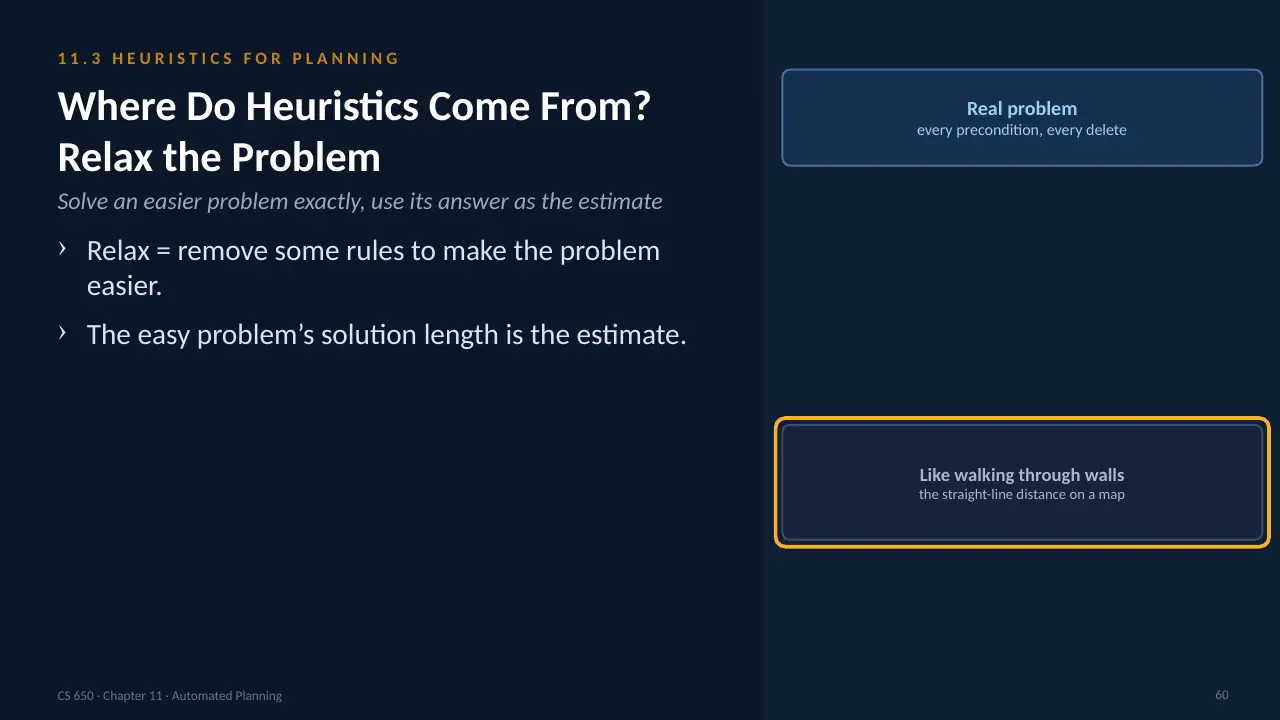 11.3 HEURISTICS FOR PLANNING
Where Do Heuristics Come From?
Relax the Problem
Solve an easier problem exactly, use its answer as the estimate
› Relax = remove some rules to make the problem
easier.
› The easy problem’s solution length is the estimate.
Real problem
every precondition, every delete
Like walking through walls
the straight-line distance on a map
CS 650 · Chapter 11 · Automated Planning
60